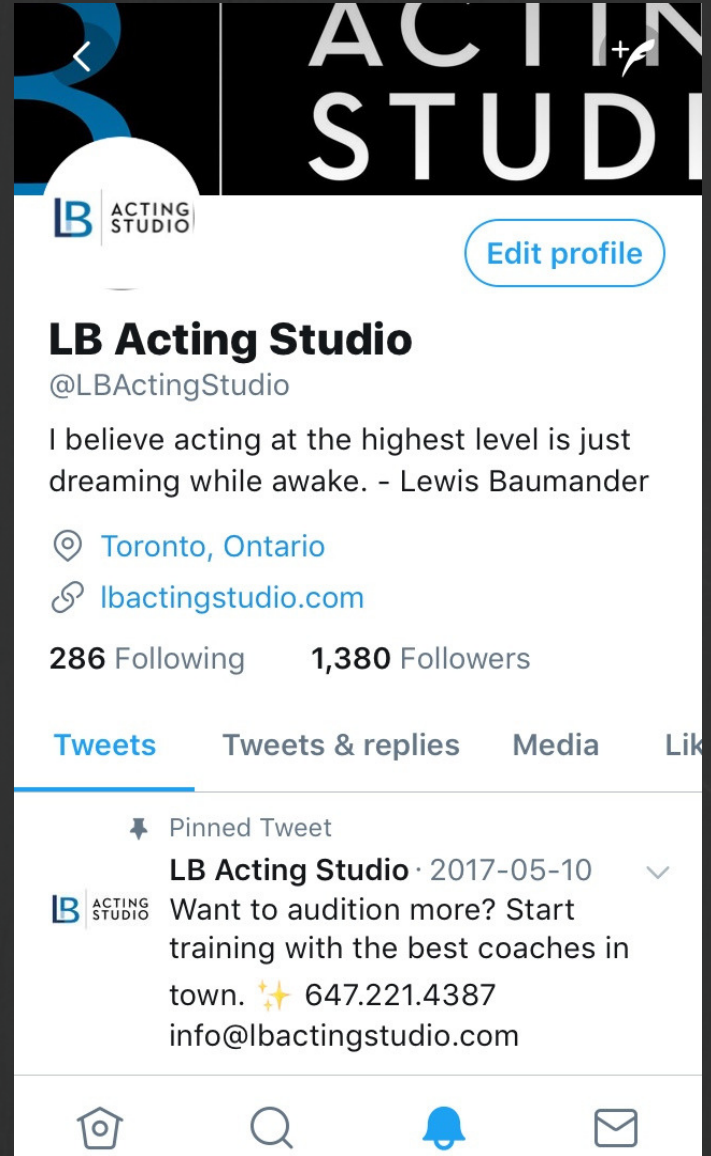 ACTIN
STUDI
LB ACTING
STUDIO
Edit profile
LB Acting Studio
@LBActingStudio
I believe acting at the highest level is just
dreaming while awake. - Lewis Baumander
Toronto, Ontario
lbactingstudio.com
286 Following 1,380 Followers
Tweets Tweets & replies Media Lik
Pinned Tweet
LB Acting Studio · 2017-05-10
LB ACTING
STUDIO
Want to audition more? Start
training with the best coaches in
town. ✨ 647.221.4387
info@lbactingstudio.com